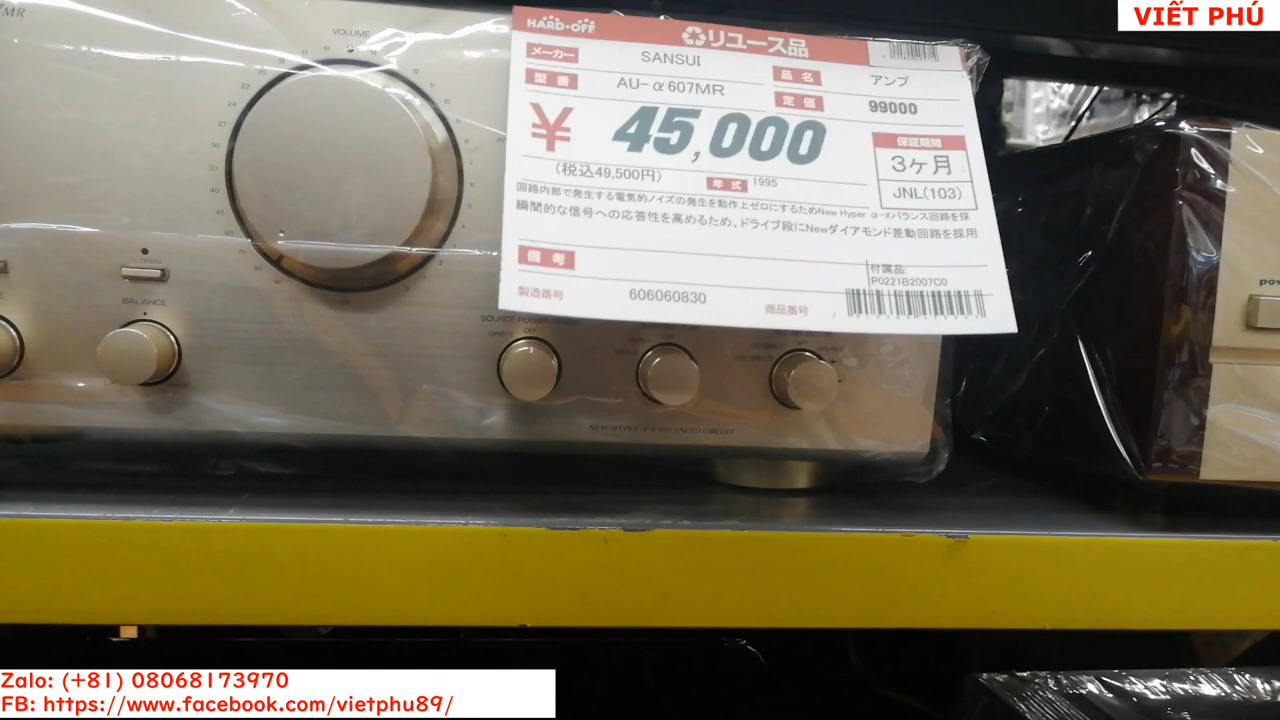 VIẾT PHÚ
7MR
VOLUME
HARD-OFF
リユース品
メーカー
SANSUI
品名
アンプ
型番
AU-α607MR
定価
99000
¥45,000
(税込49,500円)
年式
1995
保証期間
3ヶ月
JNL(103)
回路内部で発生する電気的ノイズの発生を動作上ゼロにするためNew Hyper α-Xバランス回路を採
瞬間的な信号への応答性を高めるため、ドライブ段にNewダイアモンド差動回路を採用
備考
付属品:
P0221B2007C0
製造番号
606060830
商品番号
BALANCE
SOURCE POWER
DIRECT
OFF
NEW HYPER α-X BALANCED CIRCUIT
Zalo: (+81) 08068173970
FB: https://www.facebook.com/vietphu89/